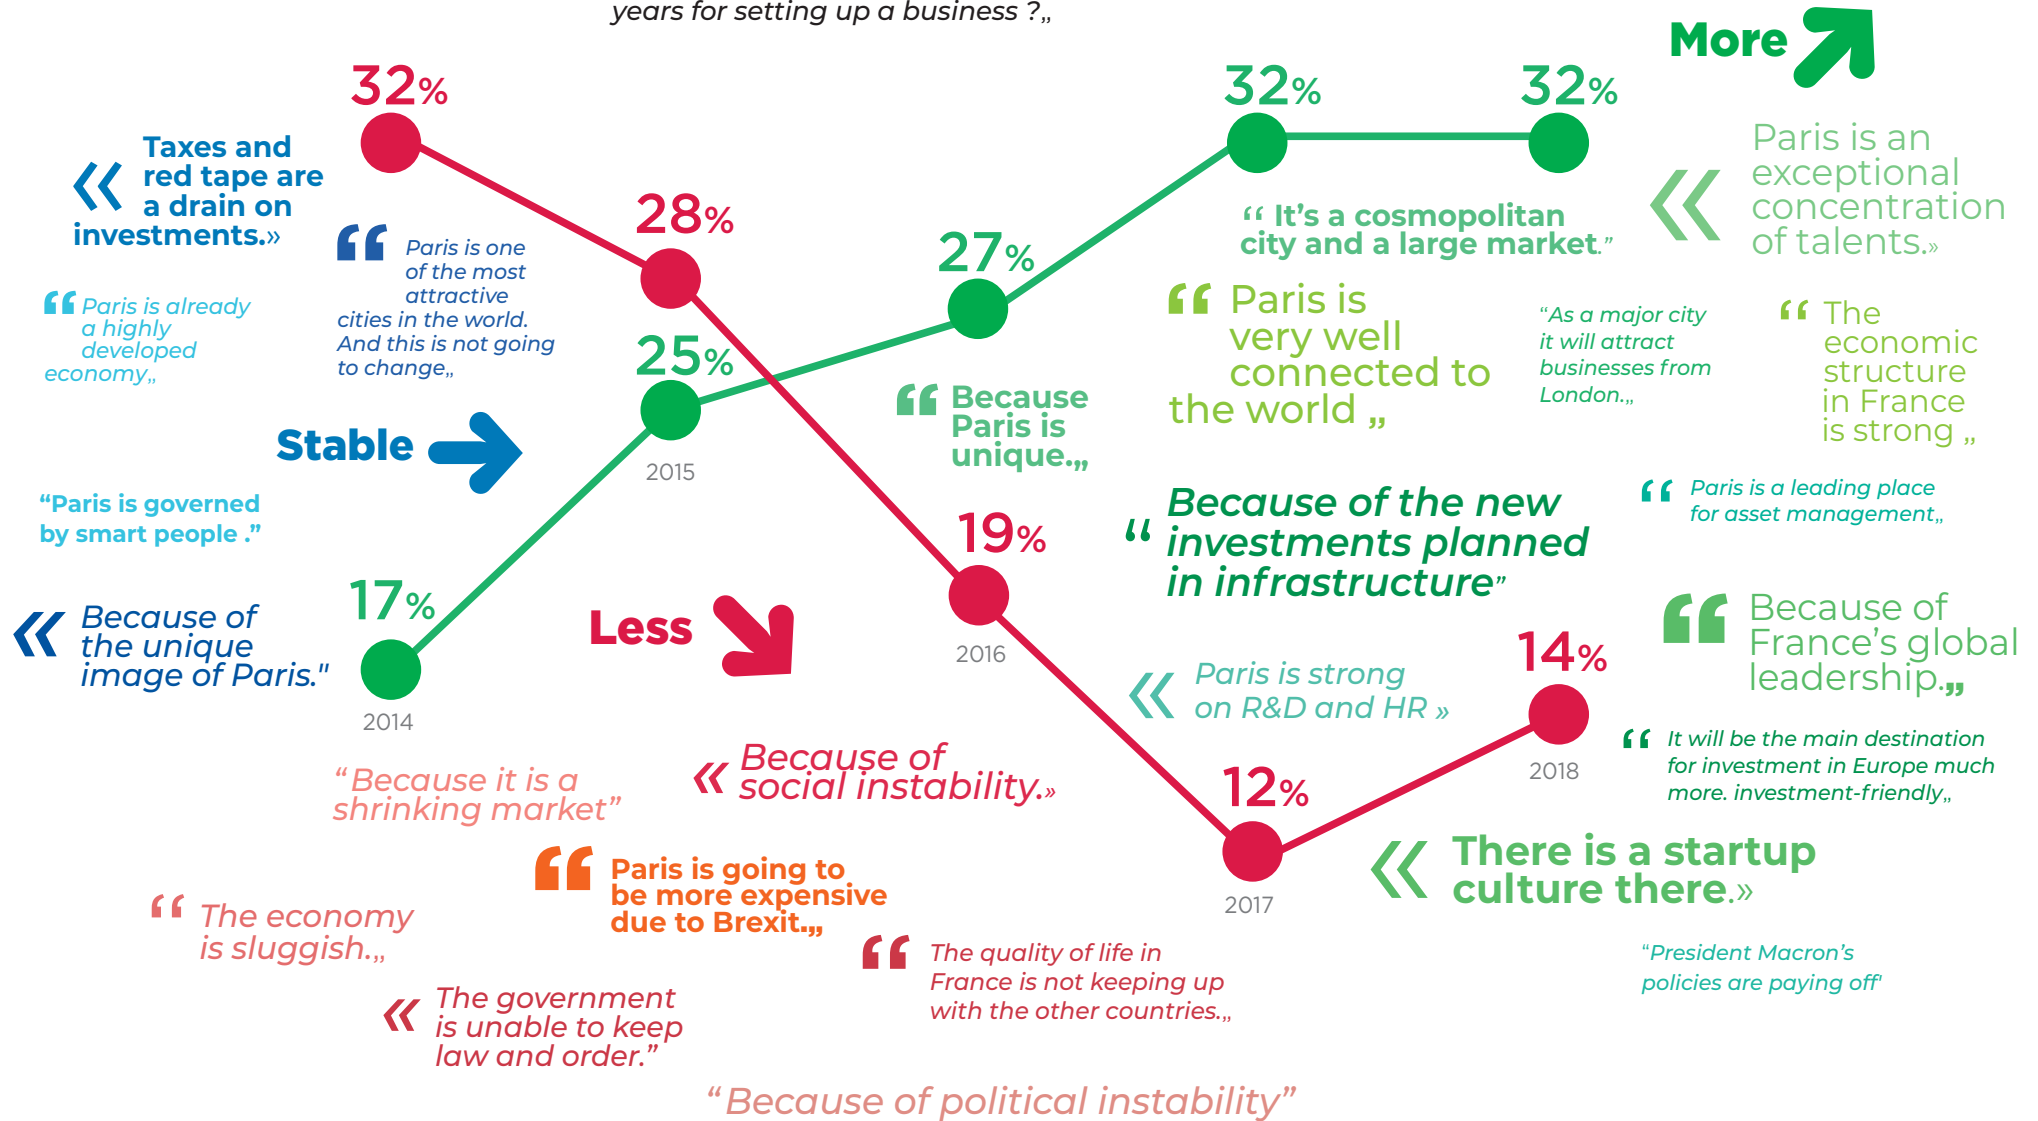 years for setting up a business ?„
More
32%
32%
32%
Taxes and
« red tape are
a drain on
investments.»
28%
Paris is an
« exceptional
concentration
of talents.»
“ It’s a cosmopolitan
city and a large market.”
“ Paris is one
of the most
attractive
cities in the world.
And this is not going
to change„
27%
“ Paris is already
a highly
developed
economy„
25%
“ Paris is
very well
connected to
the world „
“As a major city
it will attract
businesses from
London.„
“ The
economic
structure
in France
is strong „
“ Because
Paris is
unique.„
Stable
2015
“Paris is governed
by smart people .”
19%
“ Because of the new
investments planned
in infrastructure”
“ Paris is a leading place
for asset management„
17%
« Because of
the unique
image of Paris."
2014
Less
2016
« Paris is strong
on R&D and HR »
14%
“ Because of
France’s global
leadership.„
2018
“ It will be the main destination
for investment in Europe much
more. investment-friendly„
“Because it is a
shrinking market”
« Because of
social instability.»
12%
2017
“ Paris is going to
be more expensive
due to Brexit.„
« There is a startup
culture there.»
“ The economy
is sluggish.„
“ The quality of life in
France is not keeping up
with the other countries.„
“President Macron’s
policies are paying off'
« The government
is unable to keep
law and order.”
“Because of political instability”